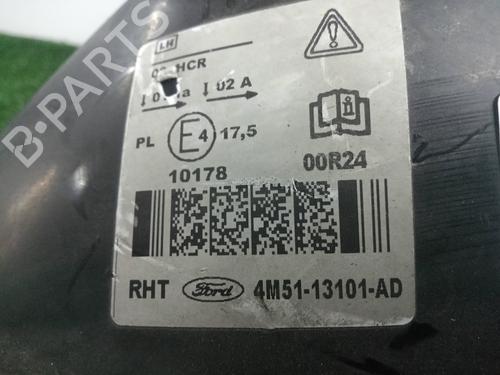 LH
HCR
02 A
PL E4 17,5
00R24
10178
RHT Ford 4M51-13101-AD
B-PARTS